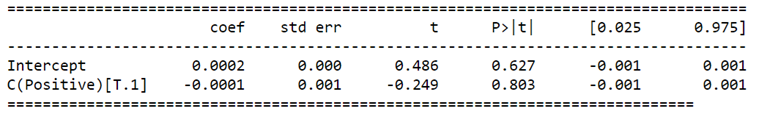 ==============================================================================
                 coef    std err          t      P>|t|      [0.025      0.975]
------------------------------------------------------------------------------
Intercept            0.0002      0.000      0.486      0.627      -0.001       0.001
C(Positive)[T.1]    -0.0001      0.001     -0.249      0.803      -0.001       0.001
==============================================================================